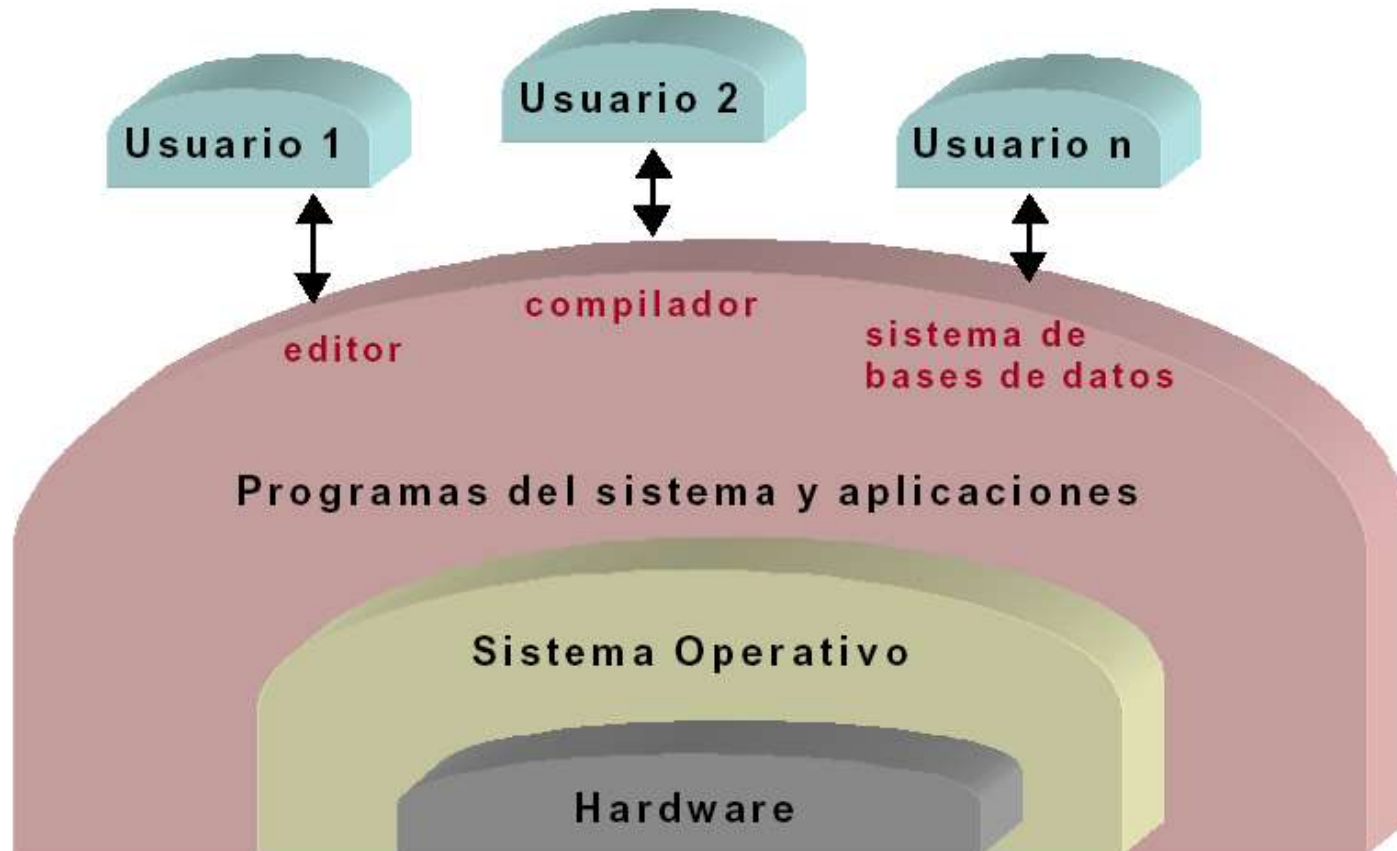 Usuario 1
Usuario 2
Usuario n
editor
compilador
sistema de
bases de datos
Programas del sistema y aplicaciones
Sistema Operativo
Hardware